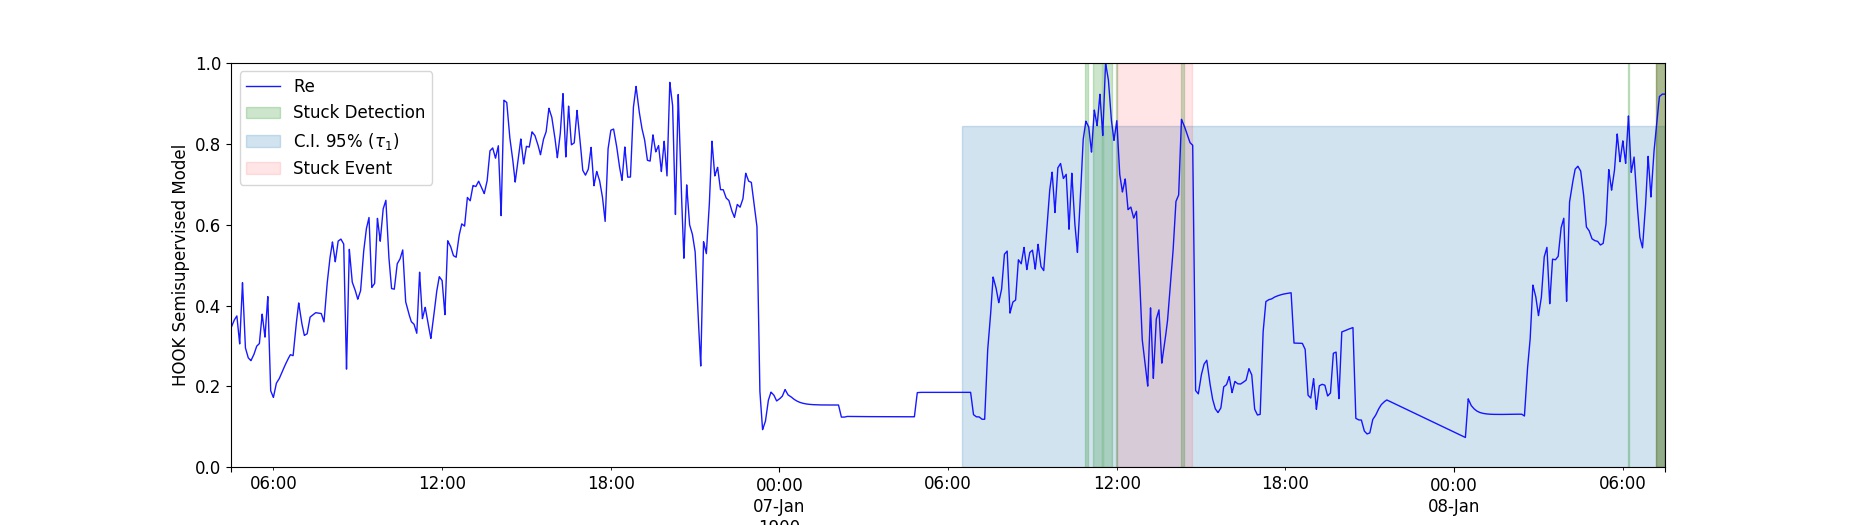 HOOK Semisupervised Model
1.0
0.8
0.6
0.4
0.2
0.0
Re
Stuck Detection
C.I. 95% (τ₁)
Stuck Event
06:00
12:00
18:00
00:00
07-Jan
1900
06:00
12:00
18:00
00:00
08-Jan
06:00